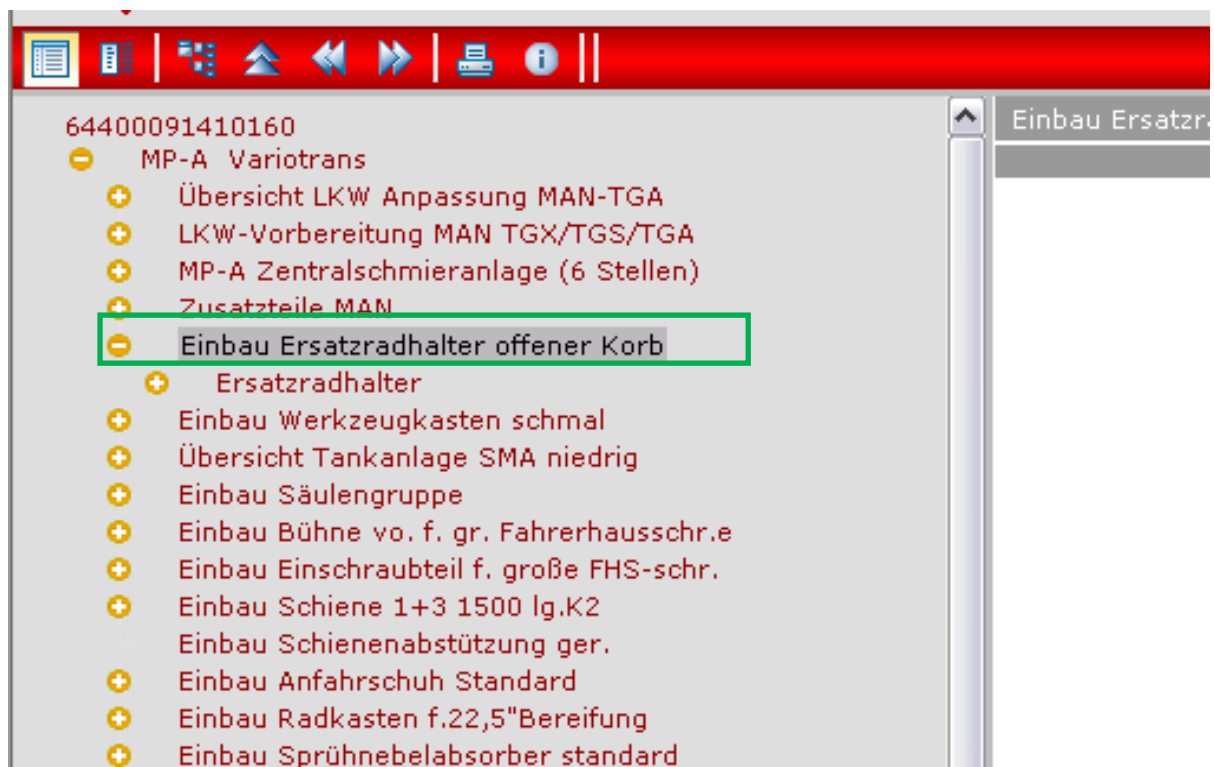 64400091410160
MP-A Variotrans
Übersicht LKW Anpassung MAN-TGA
LKW-Vorbereitung MAN TGX/TGS/TGA
MP-A Zentralschmieranlage (6 Stellen)
Zusatzteile MAN
Einbau Ersatzradhalter offener Korb
Ersatzradhalter
Einbau Werkzeugkasten schmal
Übersicht Tankanlage SMA niedrig
Einbau Säulengruppe
Einbau Bühne vo. f. gr. Fahrerhausschr.e
Einbau Einschraubteil f. große FHS-schr.
Einbau Schiene 1+3 1500 lg.K2
Einbau Schienenabstützung ger.
Einbau Anfahrschuh Standard
Einbau Radkasten f.22,5"Bereifung
Einbau Sprühnebelabsorber standard
Einbau Ersatzr